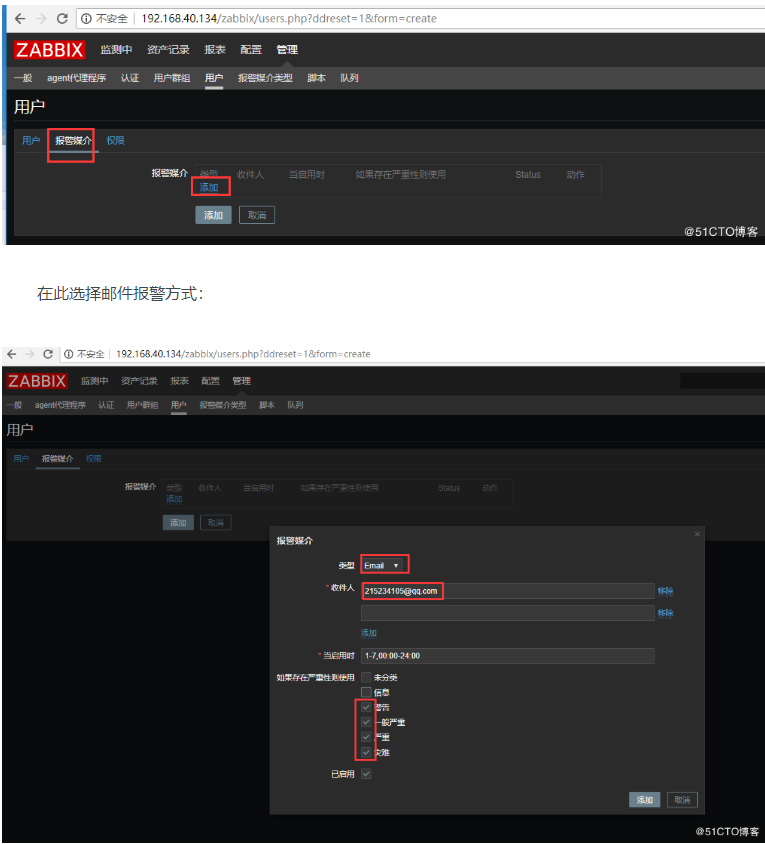 不安全 | 192.168.40.134/zabbix/users.php?ddreset=1&form=create
ZABBIX 监测中 资产记录 报表 配置 管理
一般 agent代理程序 认证 用户群组 用户 报警媒介类型 脚本 队列
用户
用户 报警媒介 权限
报警媒介 类型 收件人 当启用时 如果存在严重性则使用 Status 动作
添加
添加 取消
@51CTO博客
在此选择邮件报警方式：
不安全 | 192.168.40.134/zabbix/users.php?ddreset=1&form=create
ZABBIX 监测中 资产记录 报表 配置 管理
一般 agent代理程序 认证 用户群组 用户 报警媒介类型 脚本 队列
用户
用户 报警媒介 权限
报警媒介 类型 收件人 当启用时 如果存在严重性则使用 Status 动作
添加
添加 取消
报警媒介
类型 Email
* 收件人 215234105@qq.com 移除
移除
添加
* 当启用时 1-7,00:00-24:00
如果存在严重性则使用 未分类
信息
警告
一般严重
严重
灾难
已启用
添加 取消
@51CTO博客